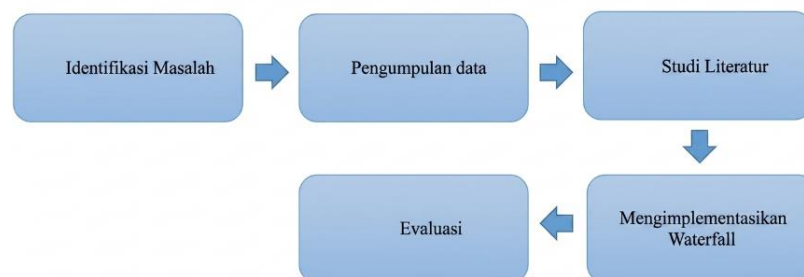 Identifikasi Masalah
Pengumpulan data
Studi Literatur
Mengimplementasikan
Waterfall
Evaluasi